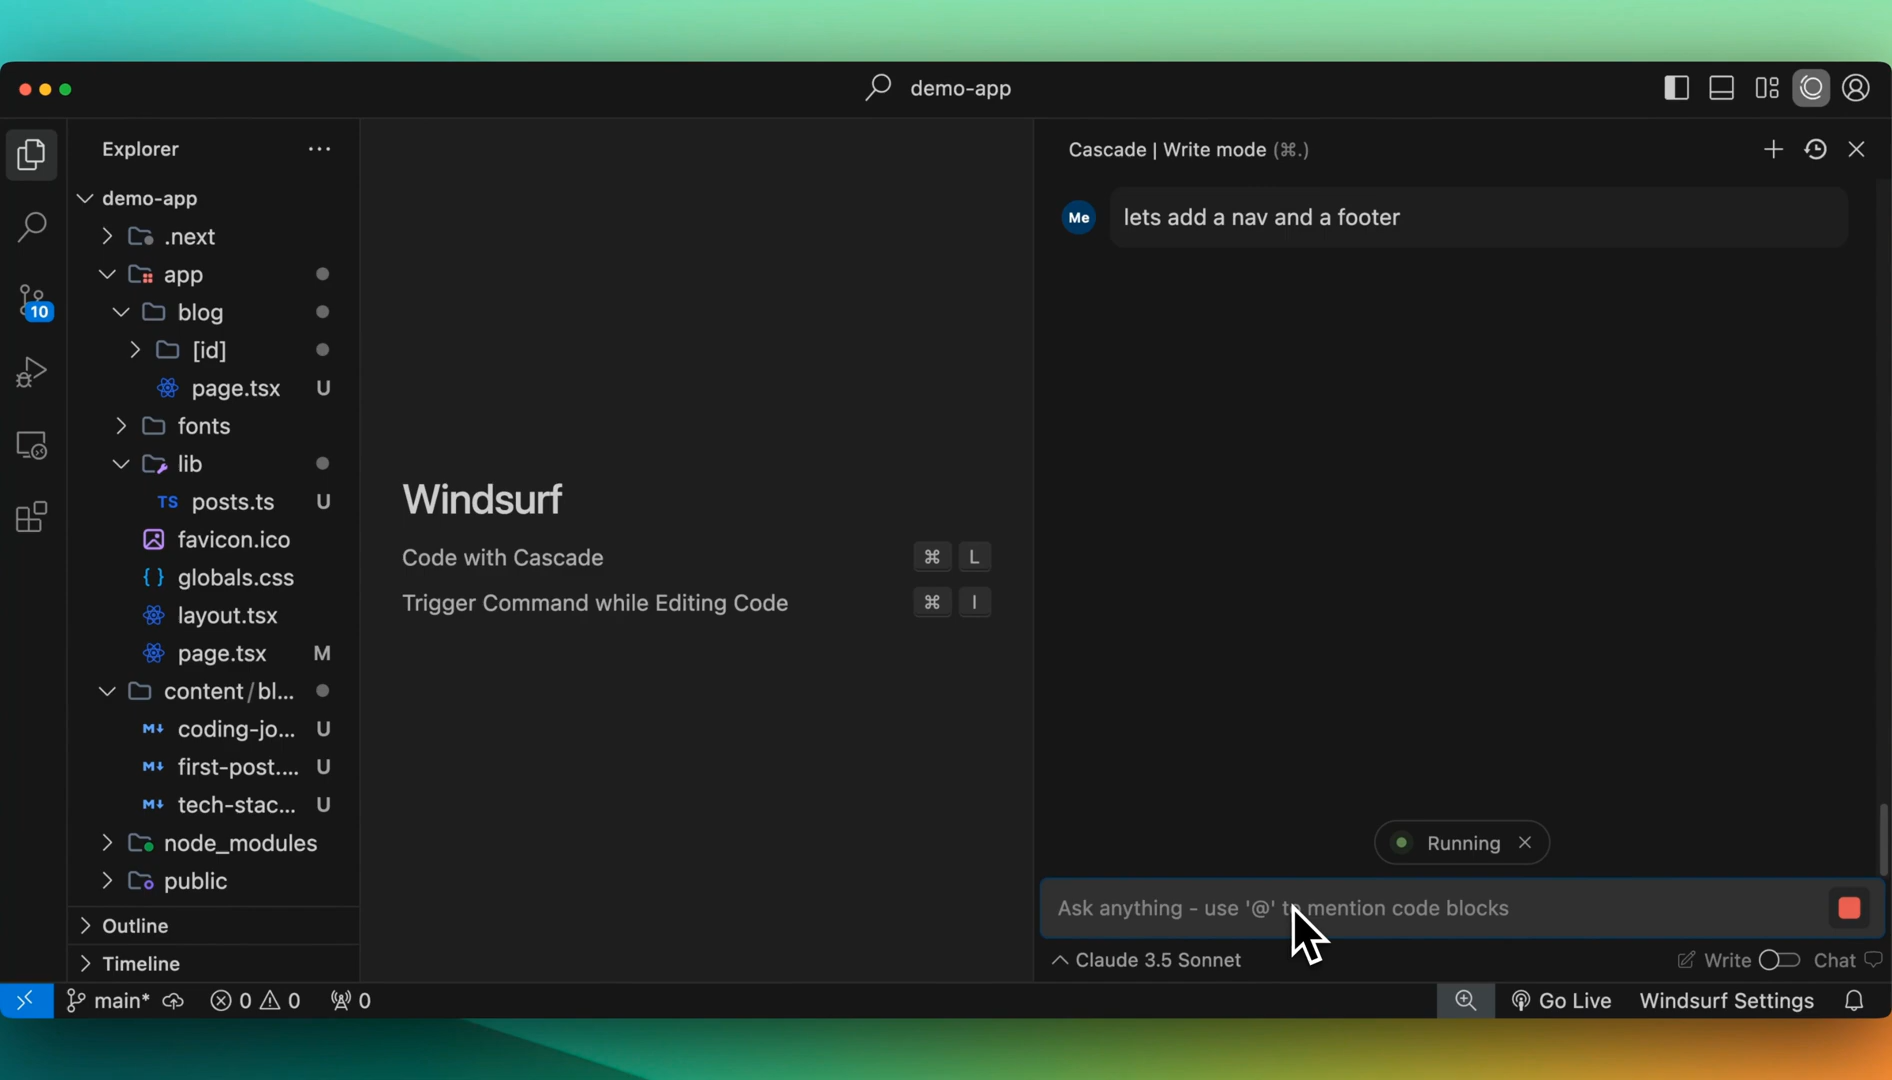 demo-app
Explorer
demo-app
.next
app
blog
[id]
page.tsx U
fonts
lib
TS posts.ts U
favicon.ico
{ } globals.css
layout.tsx
page.tsx M
content/bl...
M↓ coding-jo... U
M↓ first-post.... U
M↓ tech-stac... U
node_modules
public
Outline
Timeline
10
Windsurf
Code with Cascade ⌘ L
Trigger Command while Editing Code ⌘ I
Cascade | Write mode (⌘.)
Me lets add a nav and a footer
Running
Ask anything - use '@' to mention code blocks
Claude 3.5 Sonnet
Write Chat
main* 0 0 0
Go Live Windsurf Settings